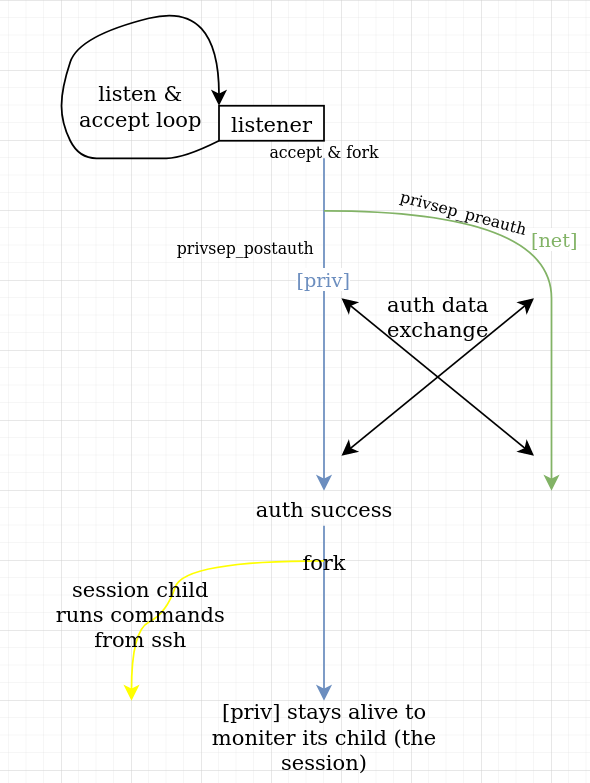 listen &
accept loop
listener
accept & fork
privsep_preauth
[net]
privsep_postauth
[priv]
auth data
exchange
auth success
fork
session child
runs commands
from ssh
[priv] stays alive to
moniter its child (the
session)